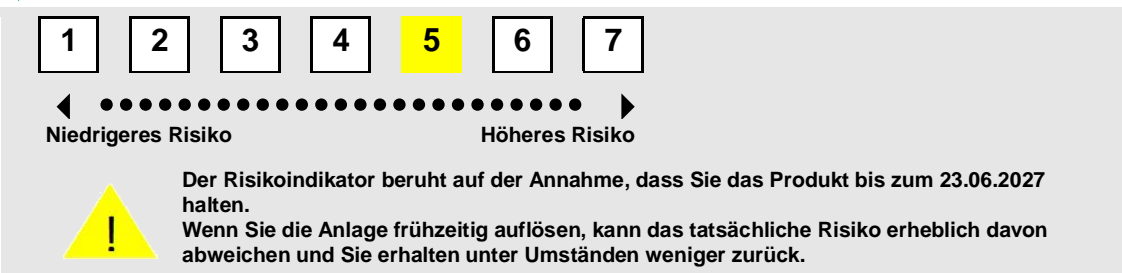 1 2 3 4 5 6 7
Niedrigeres Risiko Höheres Risiko
Der Risikoindikator beruht auf der Annahme, dass Sie das Produkt bis zum 23.06.2027
halten.
Wenn Sie die Anlage frühzeitig auflösen, kann das tatsächliche Risiko erheblich davon
abweichen und Sie erhalten unter Umständen weniger zurück.
!